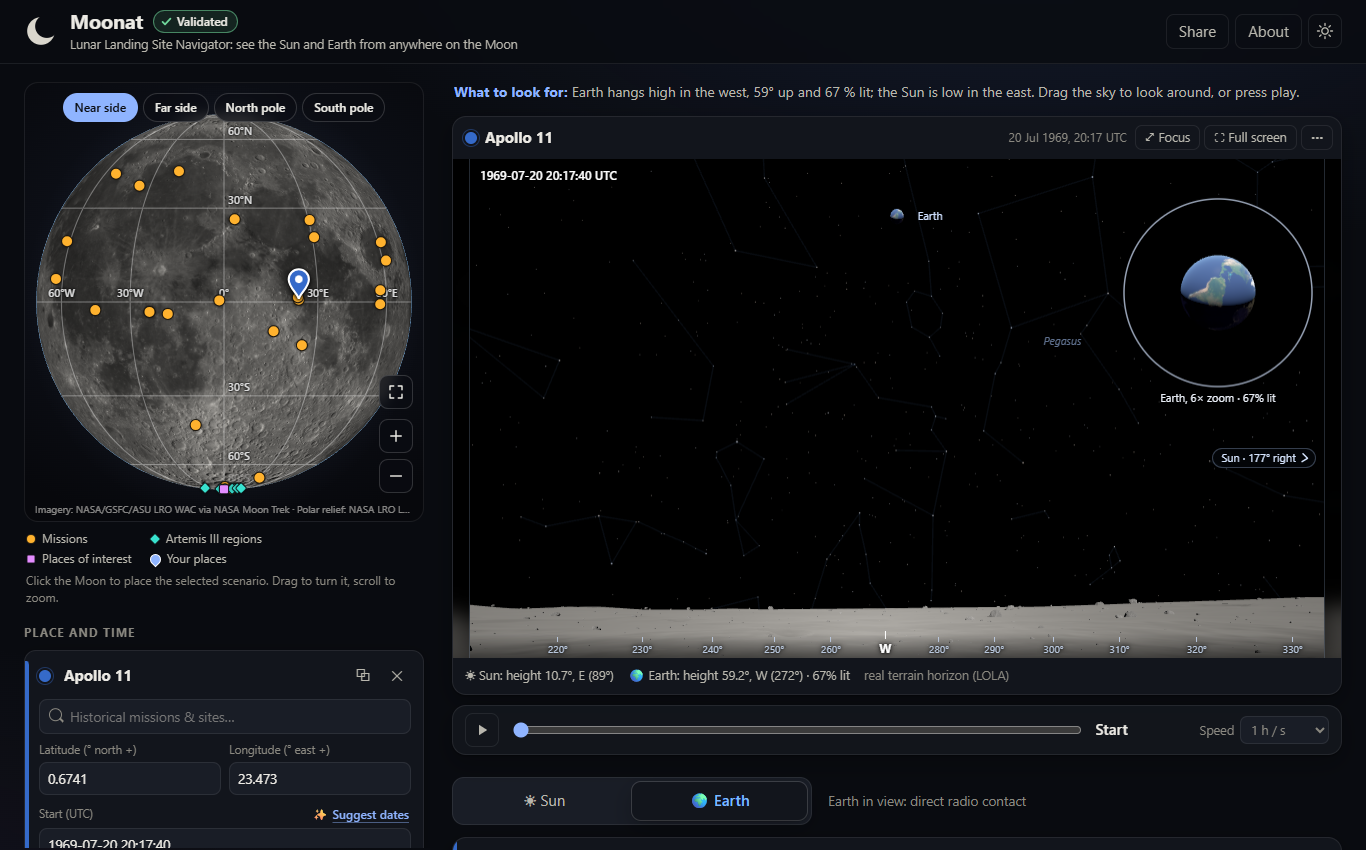 Moonat
Validated
Lunar Landing Site Navigator: see the Sun and Earth from anywhere on the Moon
Share
About
Near side
Far side
North pole
South pole
60°N
30°N
60°W
30°W
0°
30°E
30°S
60°S
Imagery: NASA/GSFC/ASU LRO WAC via NASA Moon Trek · Polar relief: NASA LRO L...
Missions
Artemis III regions
Places of interest
Your places
Click the Moon to place the selected scenario. Drag to turn it, scroll to
zoom.
PLACE AND TIME
Apollo 11
Historical missions & sites...
Latitude (° north +)
Longitude (° east +)
0.6741
23.473
Start (UTC)
Suggest dates
1969-07-20 20:17:40
What to look for: Earth hangs high in the west, 59° up and 67 % lit; the Sun is low in the east. Drag the sky to look around, or press play.
Apollo 11
20 Jul 1969, 20:17 UTC
Focus
Full screen
1969-07-20 20:17:40 UTC
Earth
Pegasus
Earth, 6× zoom · 67% lit
Sun · 177° right
220°
230°
240°
250°
260°
W
280°
290°
300°
310°
320°
330°
Sun: height 10.7°, E (89°)
Earth: height 59.2°, W (272°) · 67% lit
real terrain horizon (LOLA)
Start
Speed
1 h / s
Sun
Earth
Earth in view: direct radio contact